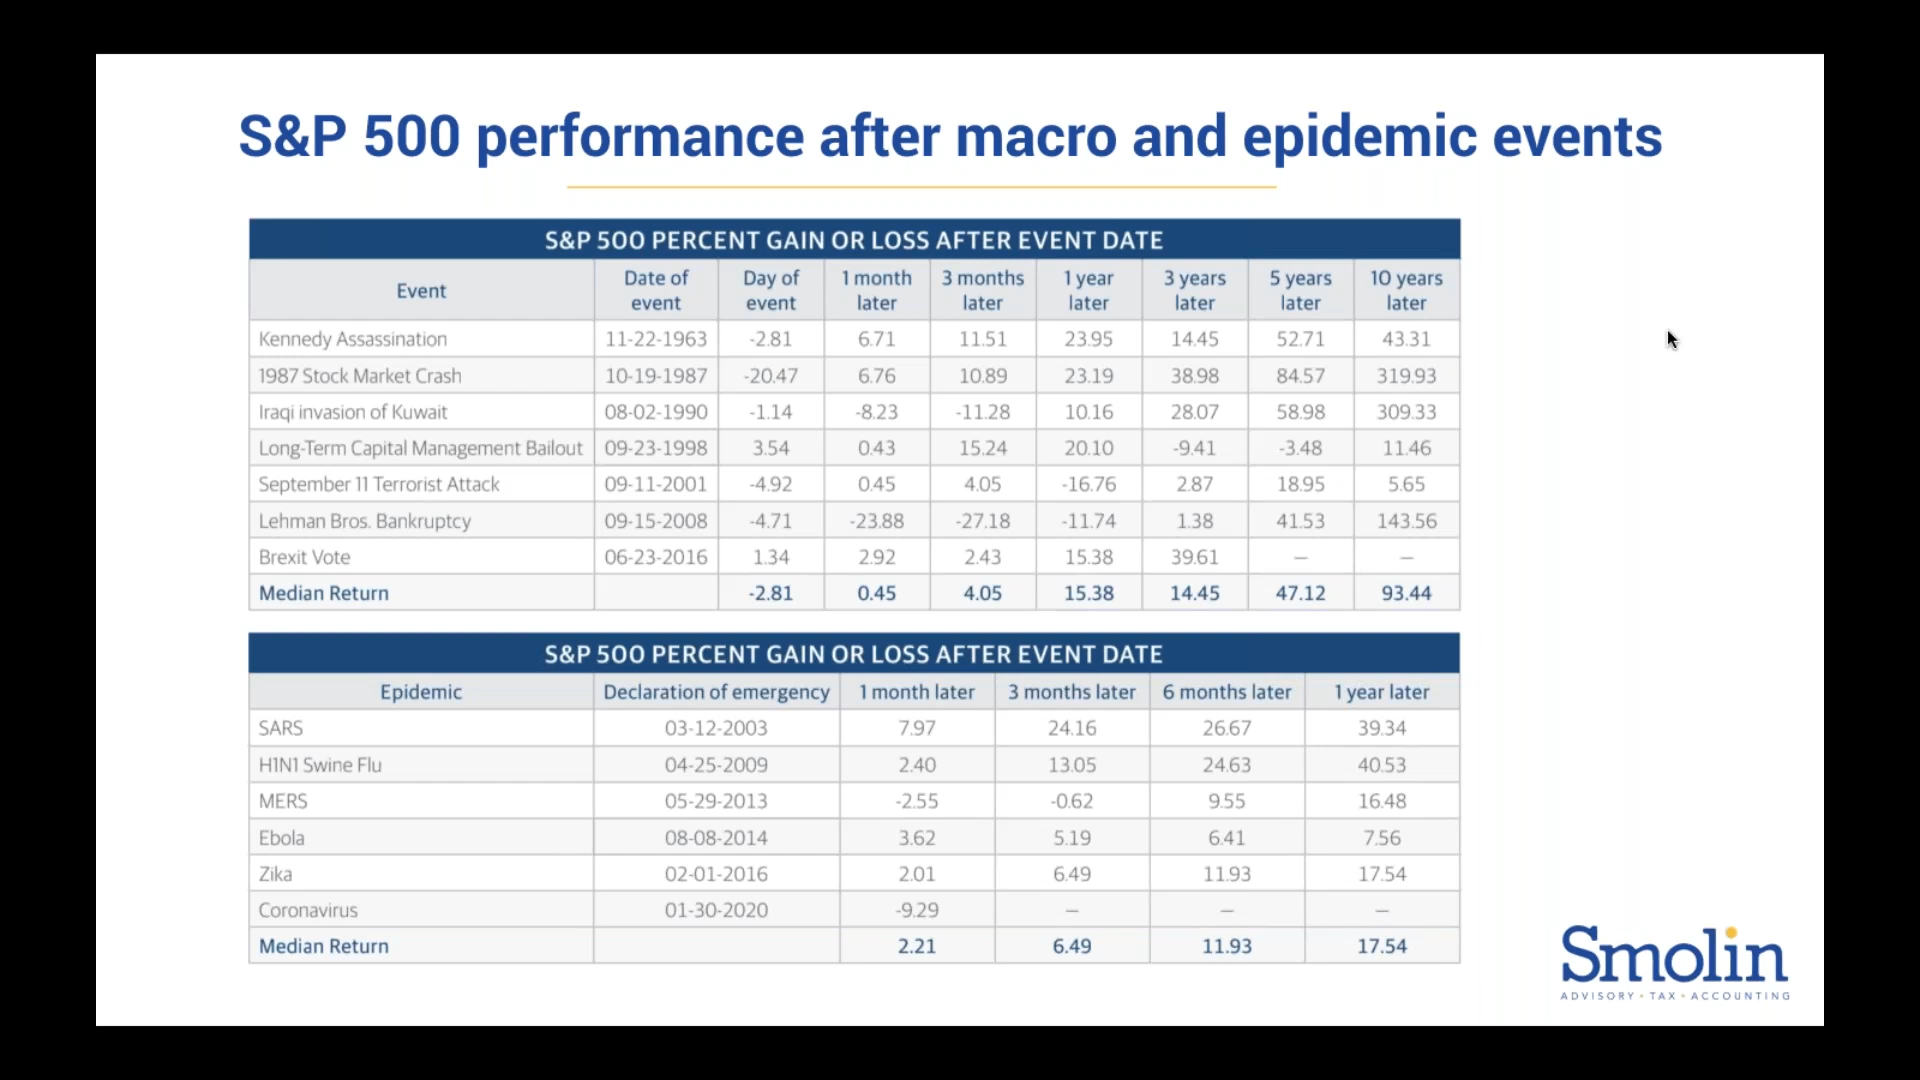 S&P 500 performance after macro and epidemic events
S&P 500 PERCENT GAIN OR LOSS AFTER EVENT DATE
Event Date of event Day of event 1 month later 3 months later 1 year later 3 years later 5 years later 10 years later
Kennedy Assassination 11-22-1963 -2.81 6.71 11.51 23.95 14.45 52.71 43.31
1987 Stock Market Crash 10-19-1987 -20.47 6.76 10.89 23.19 38.98 84.57 319.93
Iraqi invasion of Kuwait 08-02-1990 -1.14 -8.23 -11.28 10.16 28.07 58.98 309.33
Long-Term Capital Management Bailout 09-23-1998 3.54 0.43 15.24 20.10 -9.41 -3.48 11.46
September 11 Terrorist Attack 09-11-2001 -4.92 0.45 4.05 -16.76 2.87 18.95 5.65
Lehman Bros. Bankruptcy 09-15-2008 -4.71 -23.88 -27.18 -11.74 1.38 41.53 143.56
Brexit Vote 06-23-2016 1.34 2.92 2.43 15.38 39.61 — —
Median Return -2.81 0.45 4.05 15.38 14.45 47.12 93.44
S&P 500 PERCENT GAIN OR LOSS AFTER EVENT DATE
Epidemic Declaration of emergency 1 month later 3 months later 6 months later 1 year later
SARS 03-12-2003 7.97 24.16 26.67 39.34
H1N1 Swine Flu 04-25-2009 2.40 13.05 24.63 40.53
MERS 05-29-2013 -2.55 -0.62 9.55 16.48
Ebola 08-08-2014 3.62 5.19 6.41 7.56
Zika 02-01-2016 2.01 6.49 11.93 17.54
Coronavirus 01-30-2020 -9.29 — — —
Median Return 2.21 6.49 11.93 17.54
Smolin
ADVISORY • TAX • ACCOUNTING